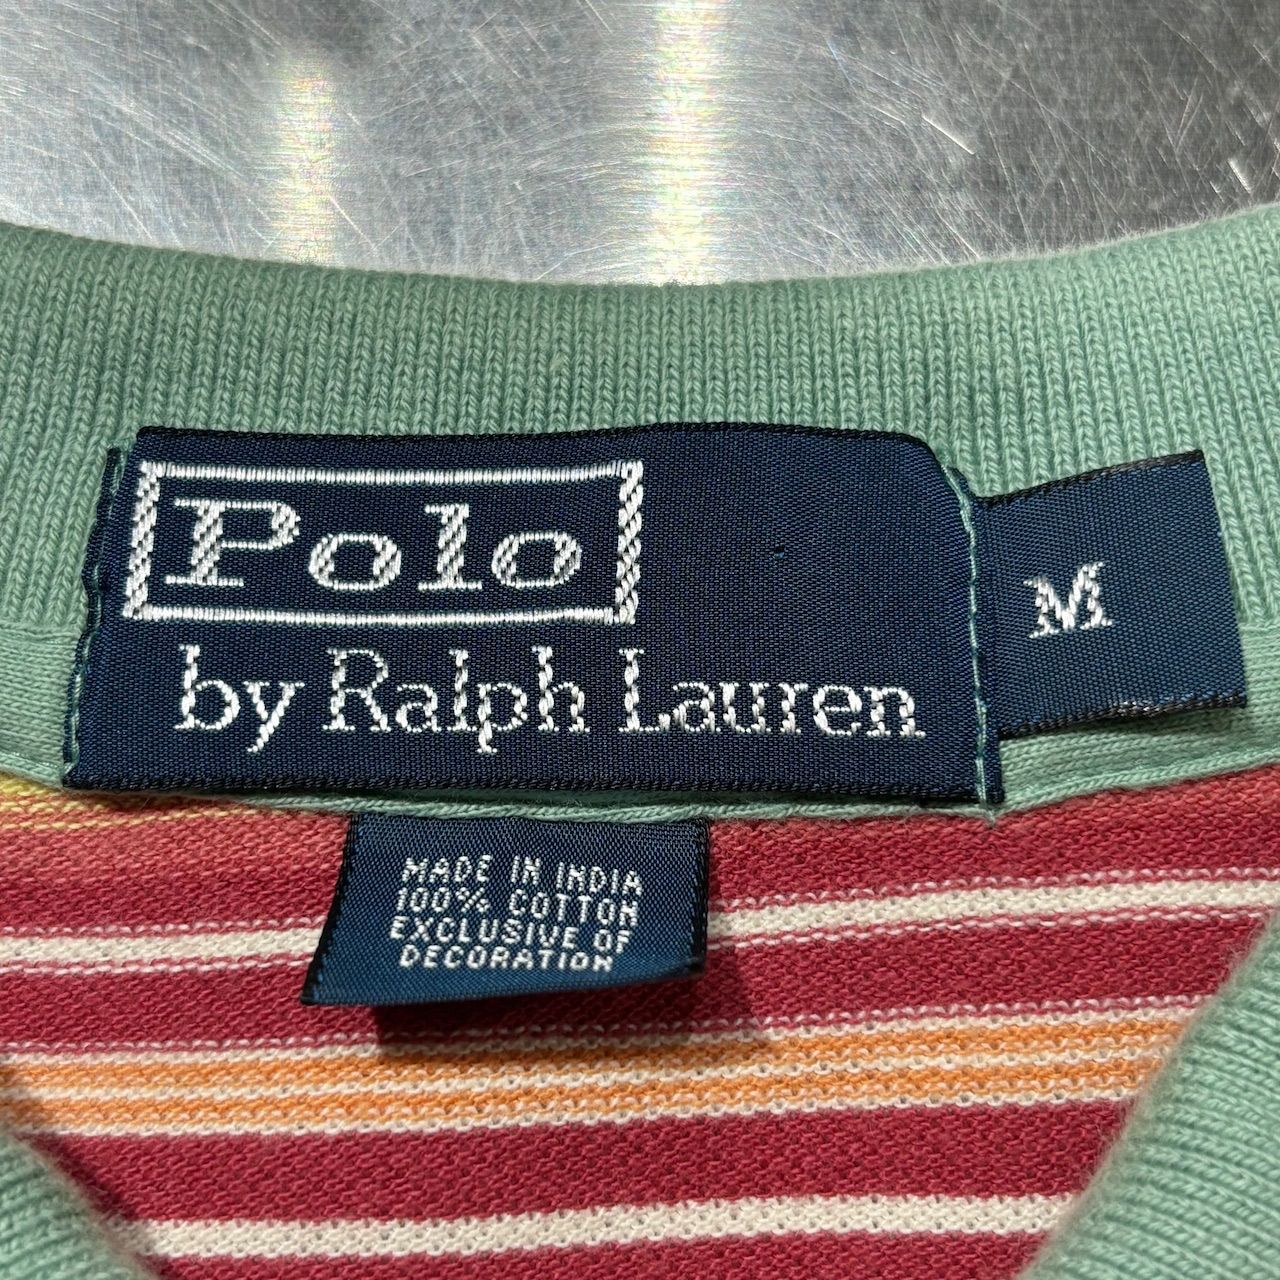 Polo
by Ralph Lauren
M
MADE IN INDIA
100% COTTON
EXCLUSIVE OF
DECORATION